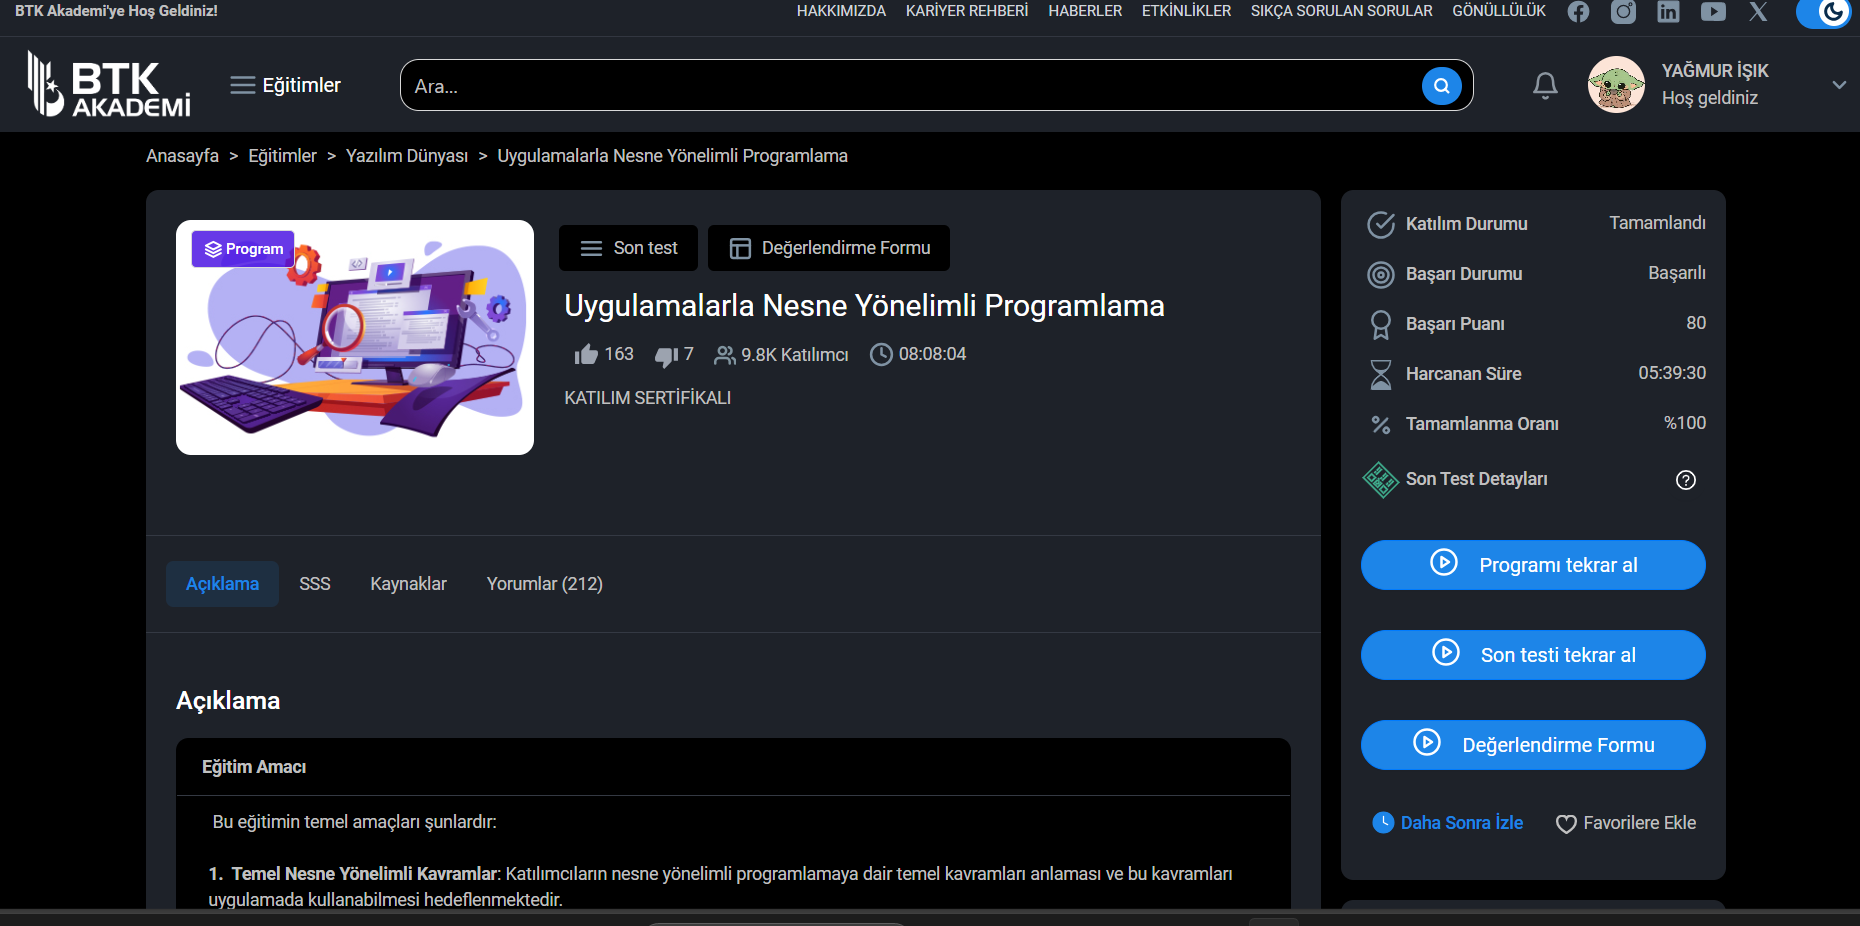 BTK Akademi'ye Hoş Geldiniz!
HAKKIMIZDA KARİYER REHBERİ HABERLER ETKİNLİKLER SIKÇA SORULAN SORULAR GÖNÜLLÜLÜK
BTK
AKADEMİ
Eğitimler
Ara...
YAĞMUR İŞIK
Hoş geldiniz
Anasayfa > Eğitimler > Yazılım Dünyası > Uygulamalarla Nesne Yönelimli Programlama
Program
Son test
Değerlendirme Formu
Uygulamalarla Nesne Yönelimli Programlama
163 7 9.8K Katılımcı 08:08:04
KATILIM SERTİFİKALI
Açıklama SSS Kaynaklar Yorumlar (212)
Açıklama
Eğitim Amacı
Bu eğitimin temel amaçları şunlardır:
1. Temel Nesne Yönelimli Kavramlar: Katılımcıların nesne yönelimli programlamaya dair temel kavramları anlaması ve bu kavramları
uygulamada kullanabilmesi hedeflenmektedir.
Katılım Durumu Tamamlandı
Başarı Durumu Başarılı
Başarı Puanı 80
Harcanan Süre 05:39:30
Tamamlanma Oranı %100
Son Test Detayları
Programı tekrar al
Son testi tekrar al
Değerlendirme Formu
Daha Sonra İzle Favorilere Ekle